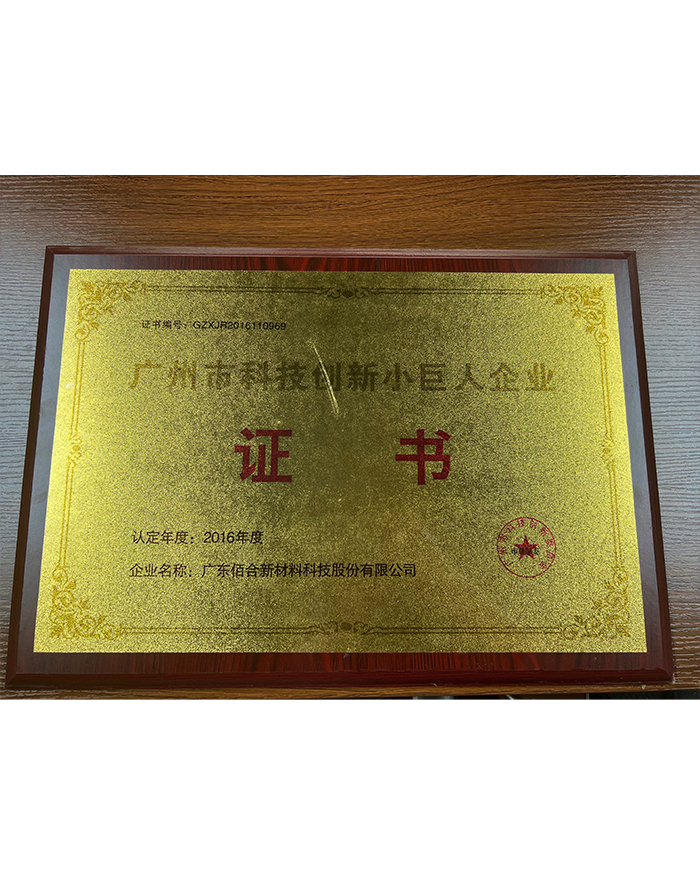 证书编号：GZXJR2016110969
广州市科技创新小巨人企业
证 书
认定年度：2016年度
企业名称：广东佰合新材料科技股份有限公司